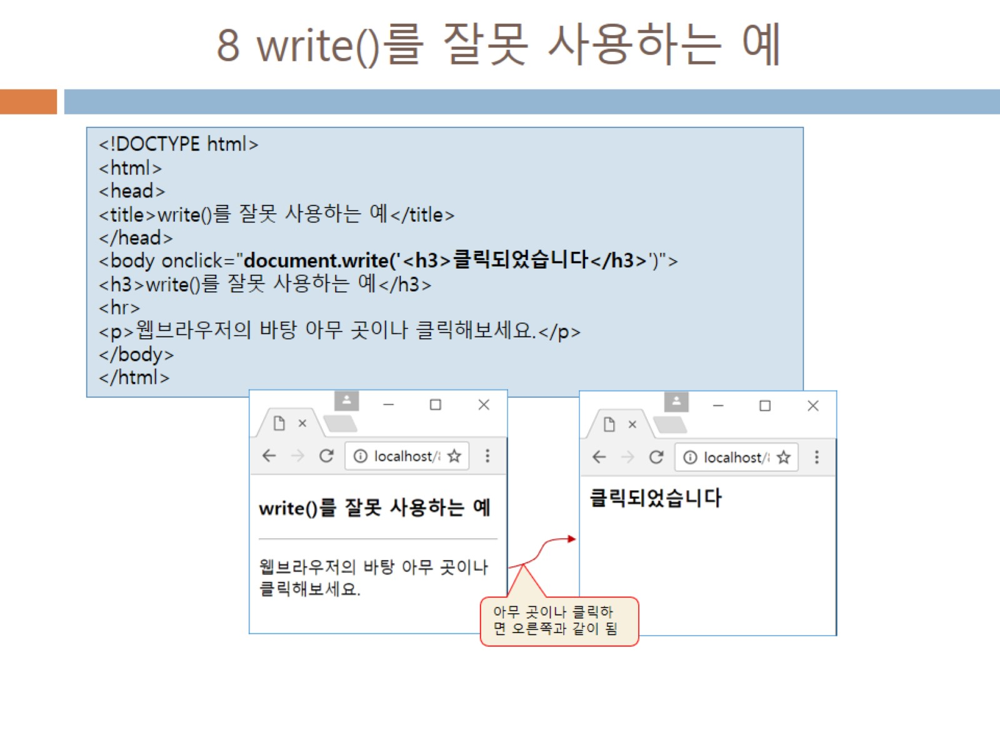 8 write()를 잘못 사용하는 예
<!DOCTYPE html>
<html>
<head>
<title>write()를 잘못 사용하는 예</title>
</head>
<body onclick="document.write('<h3>클릭되었습니다</h3>')">
<h3>write()를 잘못 사용하는 예</h3>
<hr>
<p>웹브라우저의 바탕 아무 곳이나 클릭해보세요.</p>
</body>
</html>
localhost/
write()를 잘못 사용하는 예
웹브라우저의 바탕 아무 곳이나
클릭해보세요.
아무 곳이나 클릭하
면 오른쪽과 같이 됨
localhost/
클릭되었습니다